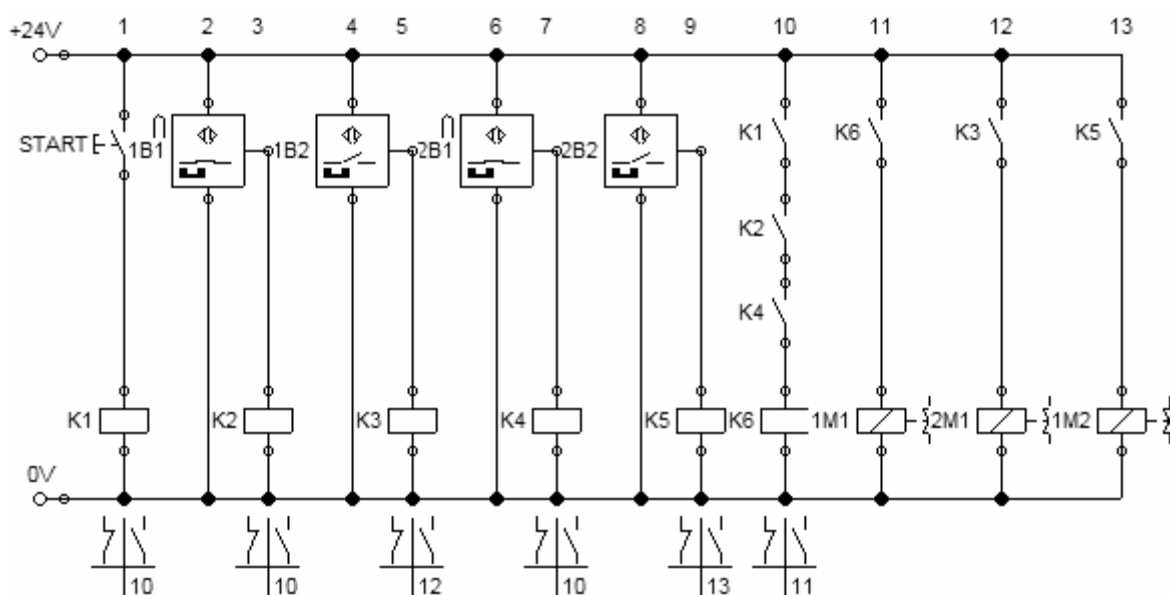 1 2 3 4 5 6 7 8 9 10 11 12 13
+24V
START 1B1 1B2 2B1 2B2 K1 K6 K3 K5
K2
K4
K1 K2 K3 K4 K5 K6 1M1 2M1 1M2
0V
10 10 12 10 13 11